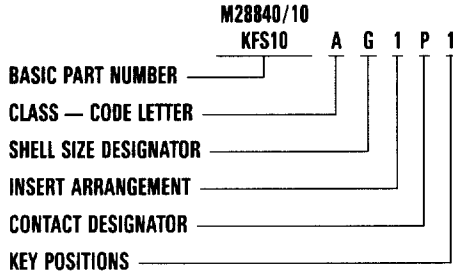 M28840/10
KFS10 A G 1 P 1
BASIC PART NUMBER
CLASS — CODE LETTER
SHELL SIZE DESIGNATOR
INSERT ARRANGEMENT
CONTACT DESIGNATOR
KEY POSITIONS